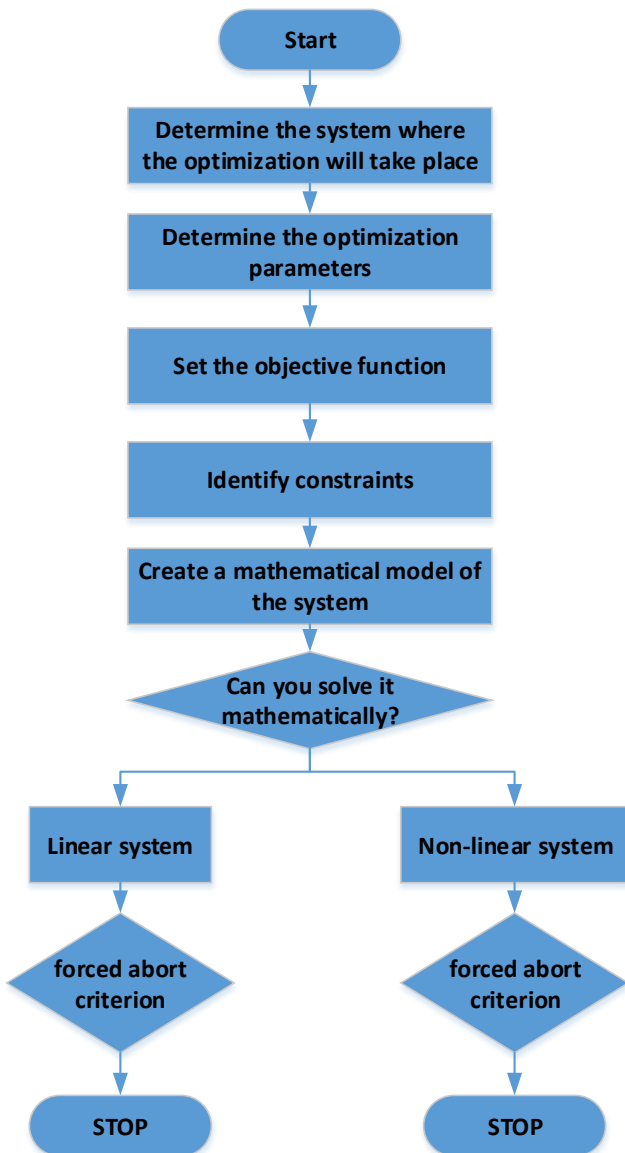 Start
Determine the system where
the optimization will take place
Determine the optimization
parameters
Set the objective function
Identify constraints
Create a mathematical model of
the system
Can you solve it
mathematically?
Linear system
Non-linear system
forced abort
criterion
forced abort
criterion
STOP
STOP